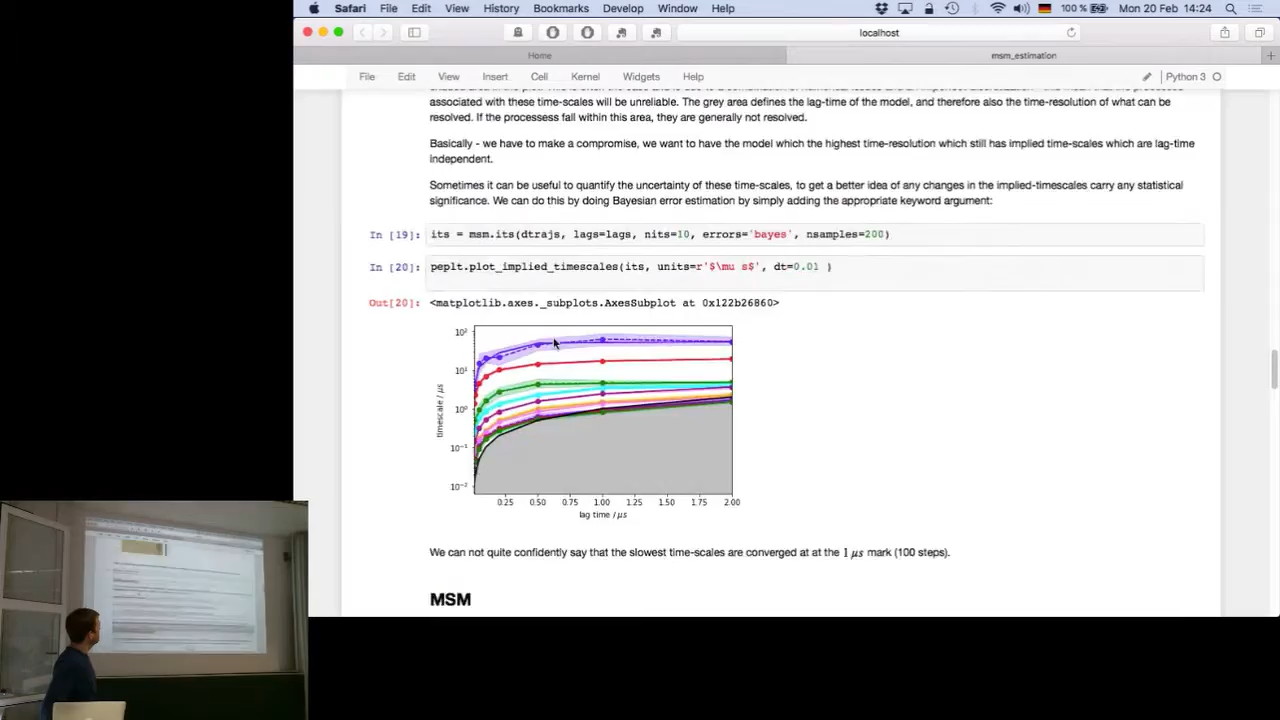 Safari File Edit View History Bookmarks Develop Window Help 100 % Mon 20 Feb 14:24
localhost
Home msm_estimation
File Edit View Insert Cell Kernel Widgets Help Python 3
associated with these time-scales will be unreliable. The grey area defines the lag-time of the model, and therefore also the time-resolution of what can be
resolved. If the processess fall within this area, they are generally not resolved.
Basically - we have to make a compromise, we want to have the model which the highest time-resolution which still has implied time-scales which are lag-time
independent.
Sometimes it can be useful to quantify the uncertainty of these time-scales, to get a better idea of any changes in the implied-timescales carry any statistical
significance. We can do this by doing Bayesian error estimation by simply adding the appropriate keyword argument:
In [19]: its = msm.its(dtrajs, lags=lags, nits=10, errors='bayes', nsamples=200)
In [20]: peplt.plot_implied_timescales(its, units=r'$\mu s$', dt=0.01 )
Out[20]: <matplotlib.axes._subplots.AxesSubplot at 0x122b26860>
10²
10¹
10⁰
10⁻¹
10⁻²
timescale / μs
0.25 0.50 0.75 1.00 1.25 1.50 1.75 2.00
lag time / μs
We can not quite confidently say that the slowest time-scales are converged at at the 1 μs mark (100 steps).
MSM